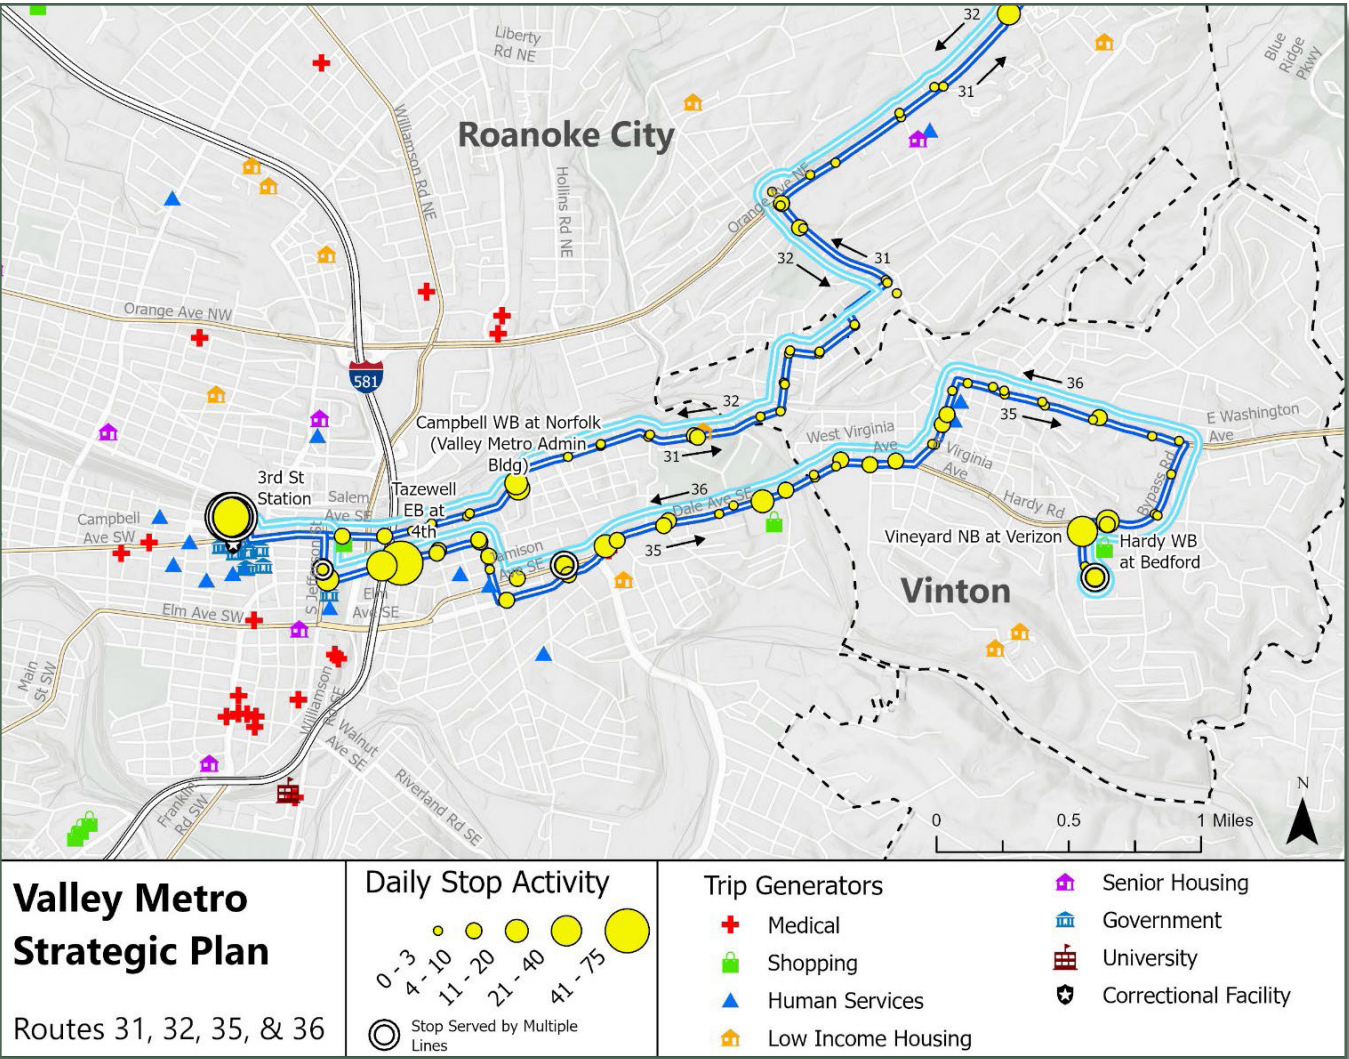 32
Liberty
Rd NE
Blue
Ridge
Pkwy
31
Roanoke City
Williamson Rd NE
Hollins Rd NE
Orange Ave NE
32
31
Orange Ave NW
581
36
32
35
E Washington
Ave
Campbell WB at Norfolk
(Valley Metro Admin
Bldg)
West Virginia
Ave
31
Virginia
Ave
3rd St
Station
Salem
Ave SE
Tazewell
EB at
4th
36
Dale Ave SE
Hardy Rd
Bypass Rd
Campbell
Ave SW
Vineyard NB at Verizon
Hardy WB
at Bedford
35
Jamison
Ave SE
S Jefferson St
Elm
Ave SE
Elm Ave SW
Vinton
Main
St SW
Williamson
Rd SE
Walnut
Ave SE
Riverland Rd SE
Franklin
Rd SW
N
0
0.5
1 Miles
Valley Metro
Strategic Plan
Routes 31, 32, 35, & 36
Daily Stop Activity
0 - 3
4 - 10
11 - 20
21 - 40
41 - 75
Stop Served by Multiple
Lines
Trip Generators
Medical
Shopping
Human Services
Low Income Housing
Senior Housing
Government
University
Correctional Facility